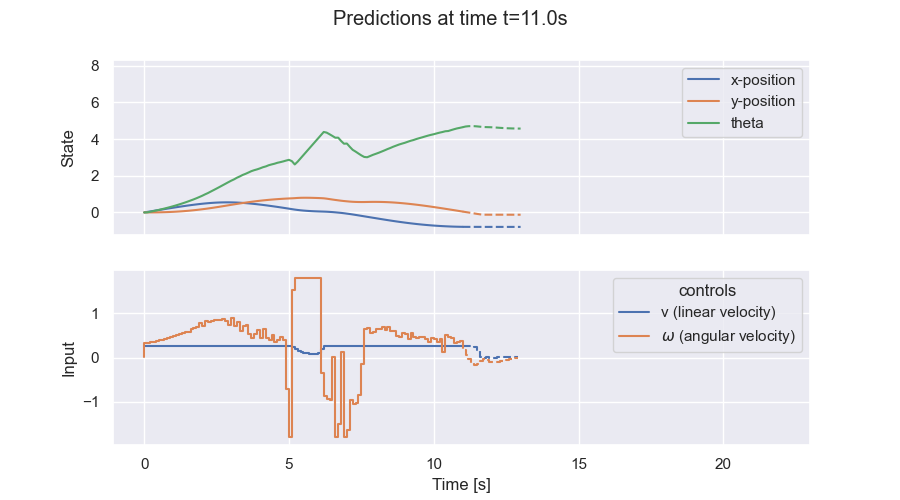 Predictions at time t=11.0s
8
6
4
2
0
State
x-position
y-position
theta
1
0
−1
Input
controls
v (linear velocity)
ω (angular velocity)
0 5 10 15 20
Time [s]